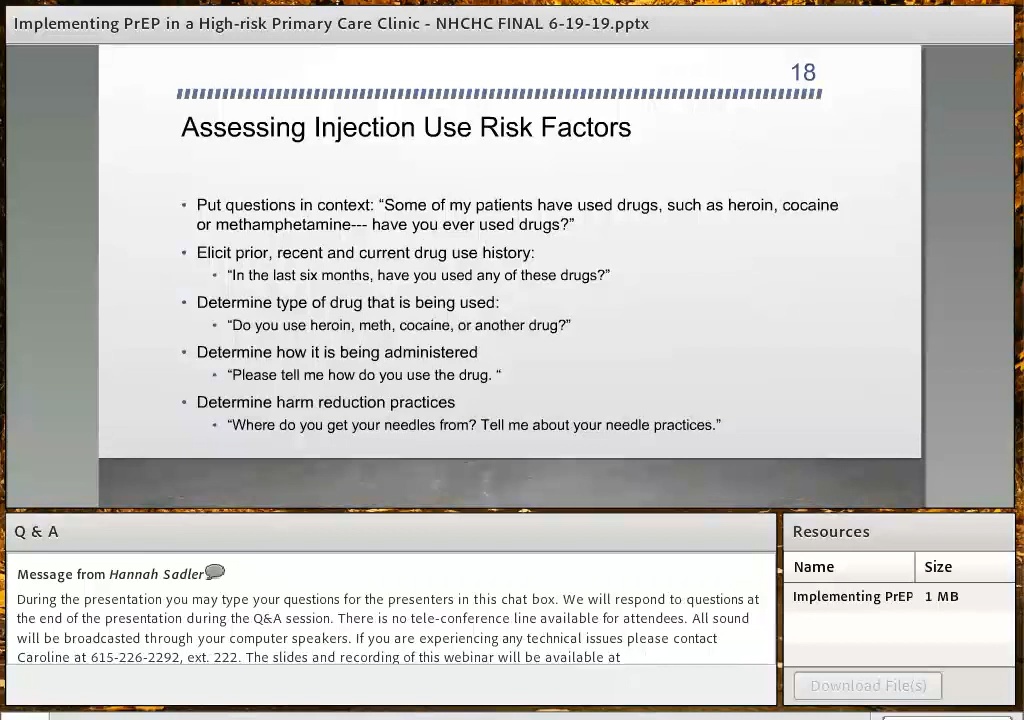 Implementing PrEP in a High-risk Primary Care Clinic - NHCHC FINAL 6-19-19.pptx
18
Assessing Injection Use Risk Factors
• Put questions in context: “Some of my patients have used drugs, such as heroin, cocaine
or methamphetamine--- have you ever used drugs?”
• Elicit prior, recent and current drug use history:
• “In the last six months, have you used any of these drugs?”
• Determine type of drug that is being used:
• “Do you use heroin, meth, cocaine, or another drug?”
• Determine how it is being administered
• “Please tell me how do you use the drug. “
• Determine harm reduction practices
• “Where do you get your needles from? Tell me about your needle practices.”
Q & A
Message from Hannah Sadler
During the presentation you may type your questions for the presenters in this chat box. We will respond to questions at
the end of the presentation during the Q&A session. There is no tele-conference line available for attendees. All sound
will be broadcasted through your computer speakers. If you are experiencing any technical issues please contact
Caroline at 615-226-2292, ext. 222. The slides and recording of this webinar will be available at
Resources
Name Size
Implementing PrEP 1 MB
Download File(s)